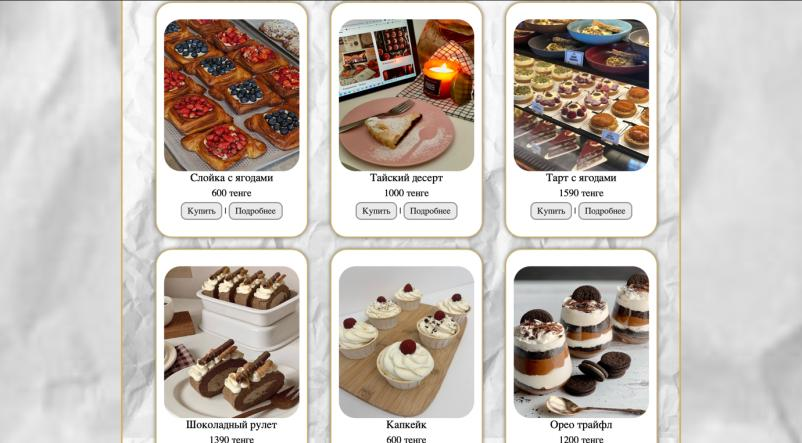 Слойка с ягодами
600 тенге
Купить | Подробнее
Тайский десерт
1000 тенге
Купить | Подробнее
Тарт с ягодами
1590 тенге
Купить | Подробнее
Шоколадный рулет
1390 тенге
Капкейк
600 тенге
Орео трайфл
1200 тенге